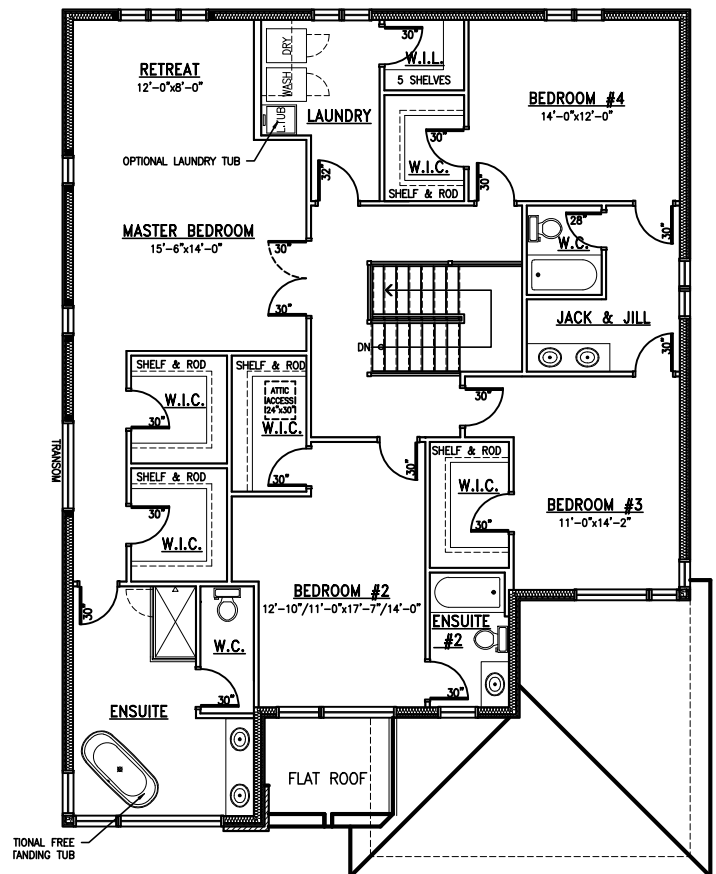 RETREAT
12'-0"x8'-0"
DRY
WASH
L.TUB
LAUNDRY
OPTIONAL LAUNDRY TUB
32"
30"
W.I.L.
5 SHELVES
30"
W.I.C.
SHELF & ROD
BEDROOM #4
14'-0"x12'-0"
30"
MASTER BEDROOM
15'-6"x14'-0"
30"
30"
28"
W.C.
30"
JACK & JILL
30"
DN
SHELF & ROD
W.I.C.
30"
SHELF & ROD
ATTIC
ACCESS
24"x30"
W.I.C.
30"
30"
30"
TRANSOM
SHELF & ROD
30"
W.I.C.
SHELF & ROD
W.I.C.
30"
BEDROOM #3
11'-0"x14'-2"
30"
BEDROOM #2
12'-10"/11'-0"x17'-7"/14'-0"
W.C.
30"
ENSUITE
#2
30"
ENSUITE
FLAT ROOF
TIONAL FREE
TANDING TUB